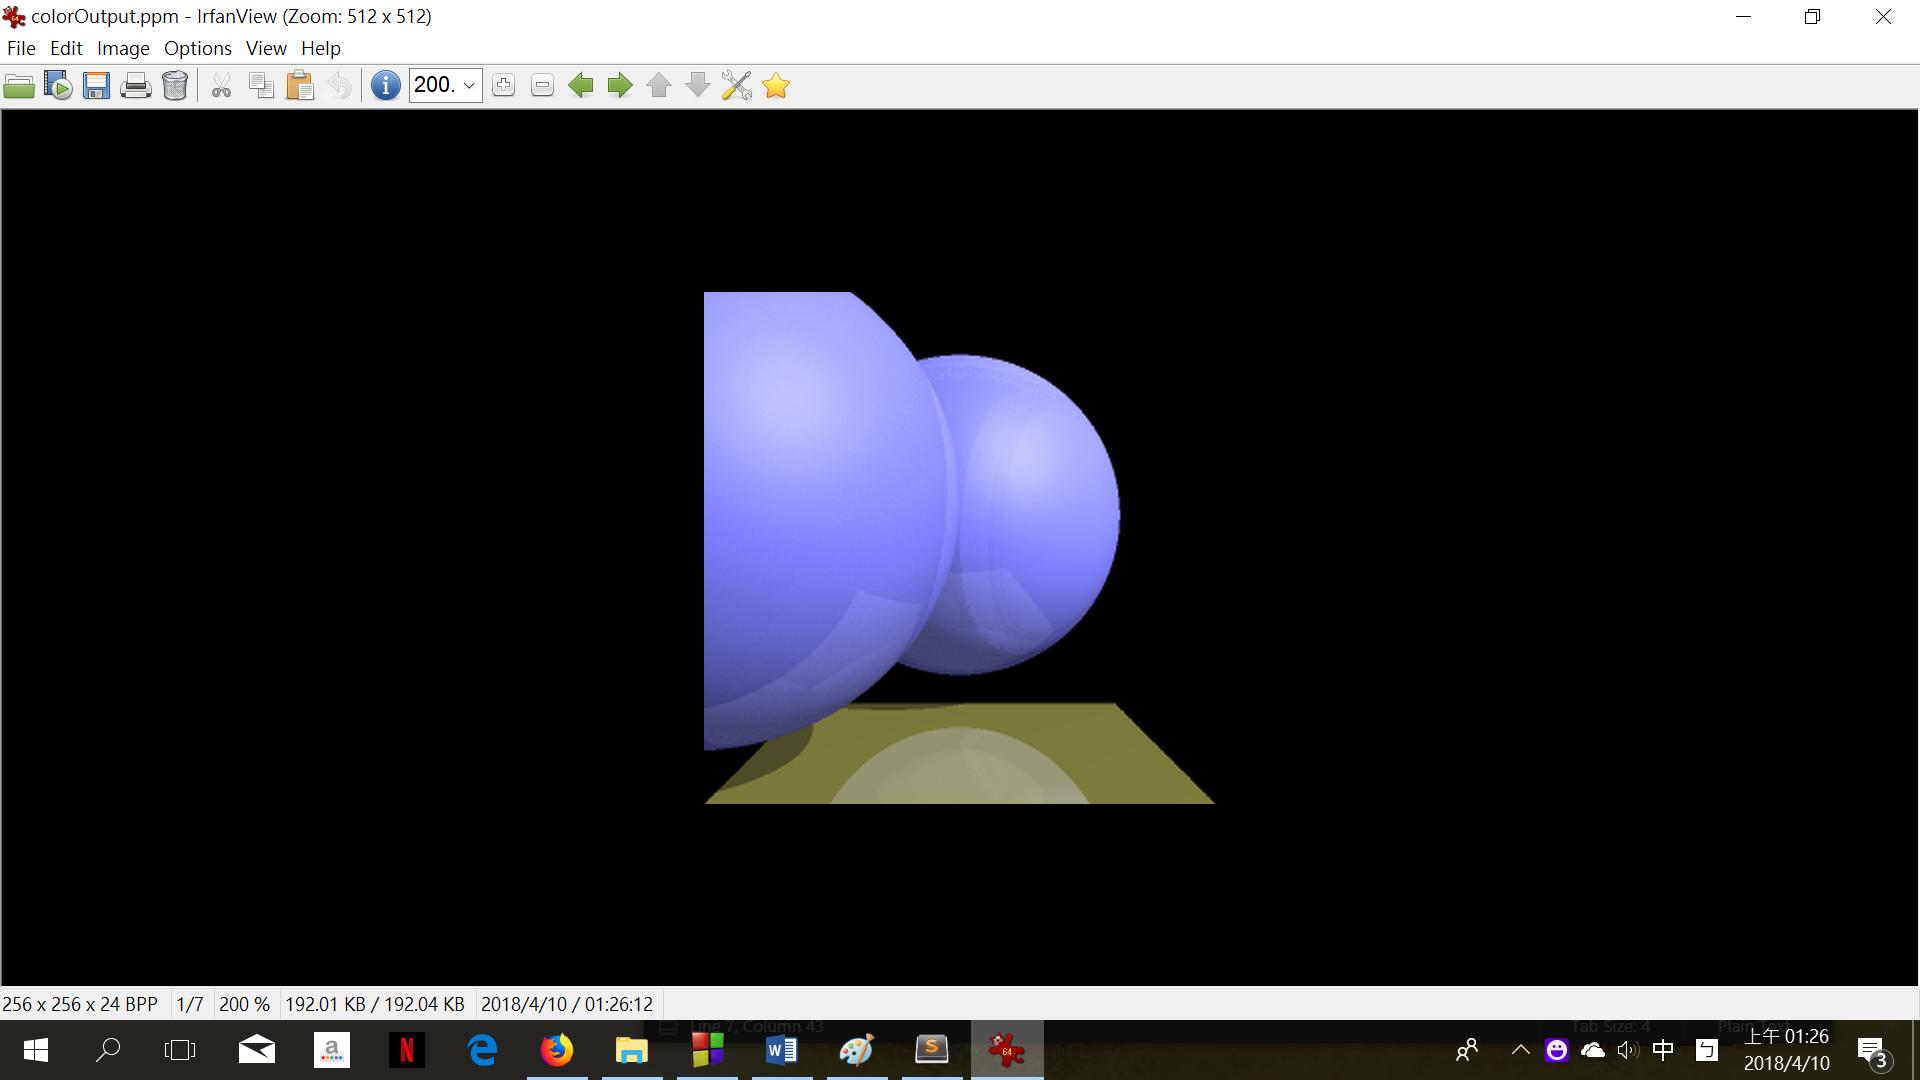 colorOutput.ppm - IrfanView (Zoom: 512 x 512)
File Edit Image Options View Help
200.
256 x 256 x 24 BPP 1/7 200 % 192.01 KB / 192.04 KB 2018/4/10 / 01:26:12
Line 7, Column 43 Tab Size: 4 Plain Text
a N W S 64 中 ㄅ 上午 01:26
2018/4/10 3